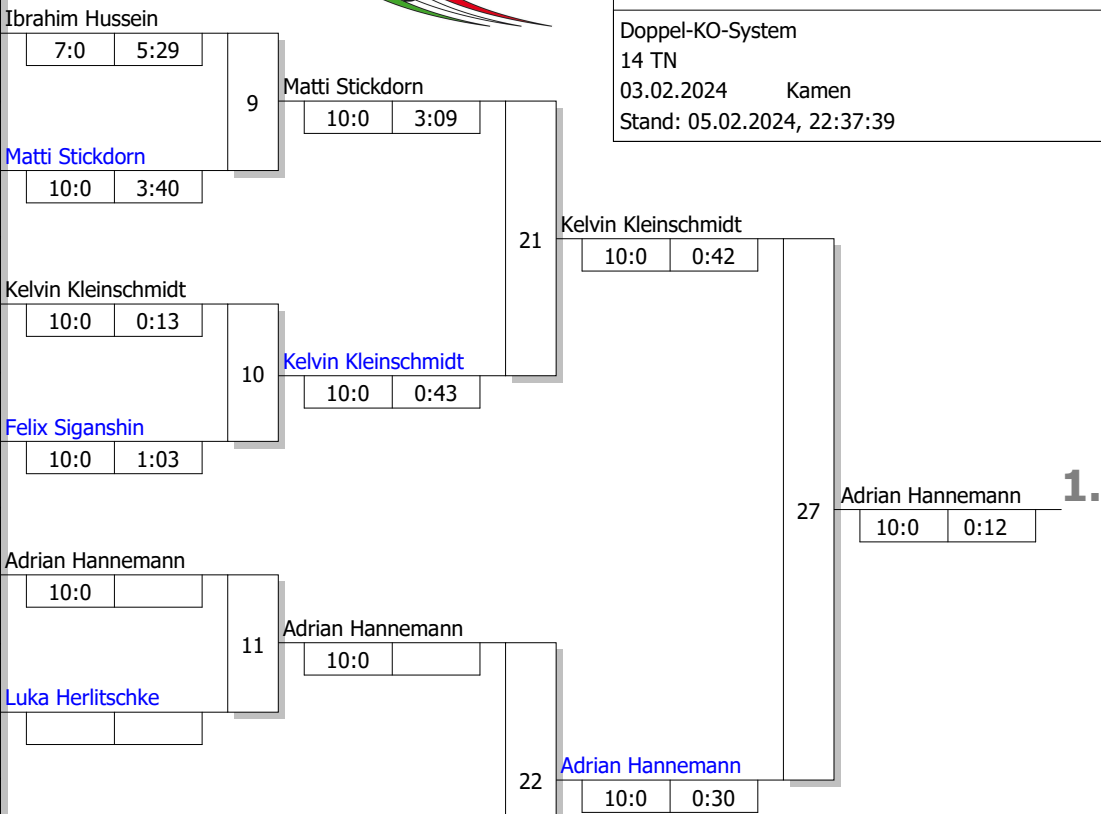 Ibrahim Hussein
7:0 5:29
Doppel-KO-System
14 TN
03.02.2024 Kamen
Stand: 05.02.2024, 22:37:39
9
Matti Stickdorn
10:0 3:09
Matti Stickdorn
10:0 3:40
21
Kelvin Kleinschmidt
10:0 0:42
Kelvin Kleinschmidt
10:0 0:13
10
Kelvin Kleinschmidt
10:0 0:43
Felix Siganshin
10:0 1:03
27
Adrian Hannemann
1.
10:0 0:12
Adrian Hannemann
10:0
11
Adrian Hannemann
10:0
Luka Herlitschke
22
Adrian Hannemann
10:0 0:30